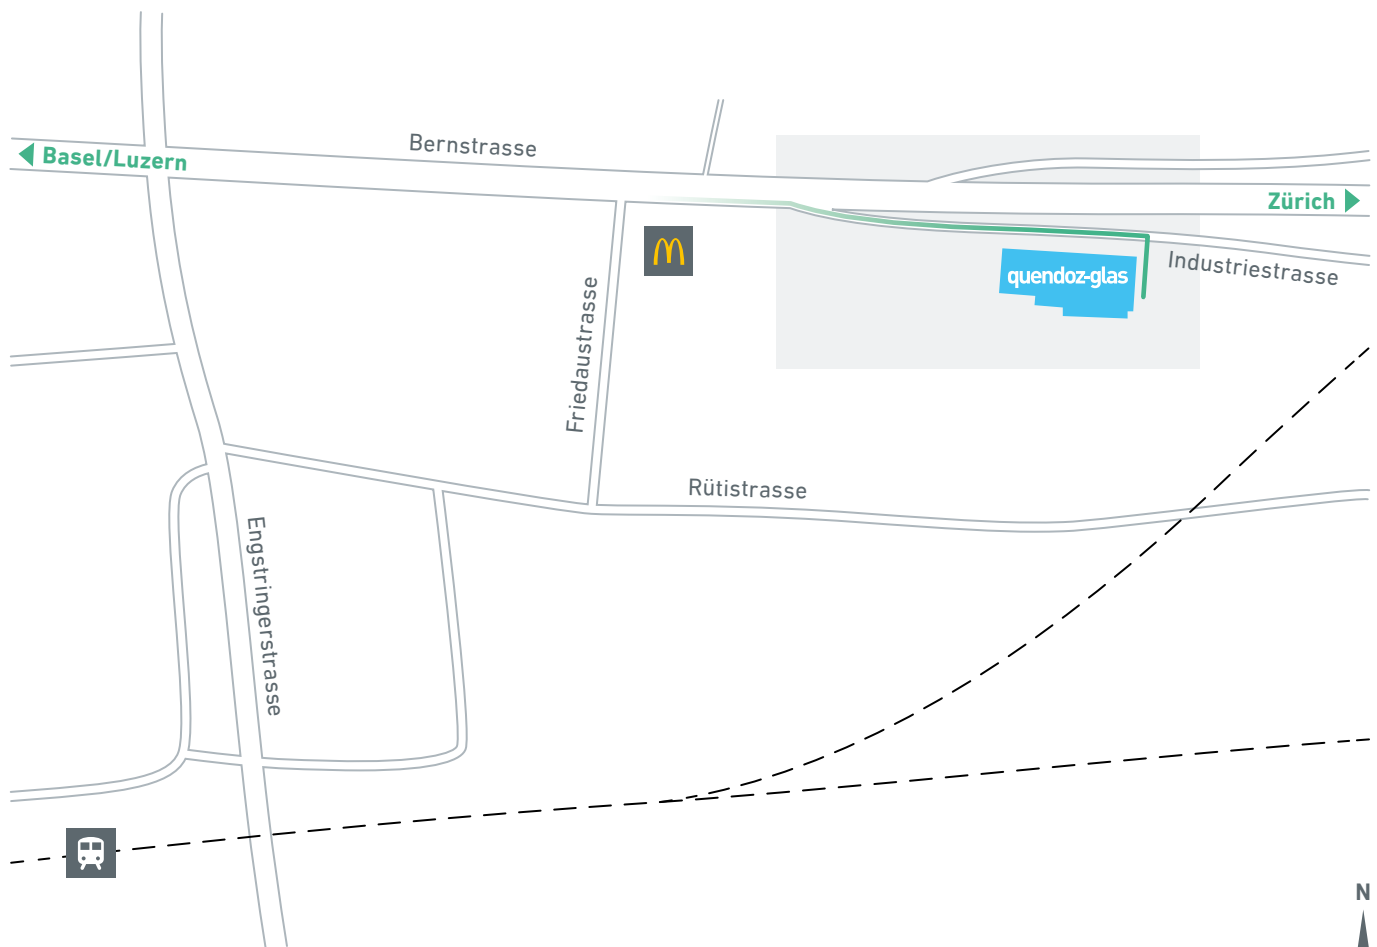 Bernstrasse
Basel/Luzern
Zürich
Industriestrasse
quendoz-glas
Friedaustrasse
Rütistrasse
Engstringerstrasse
N